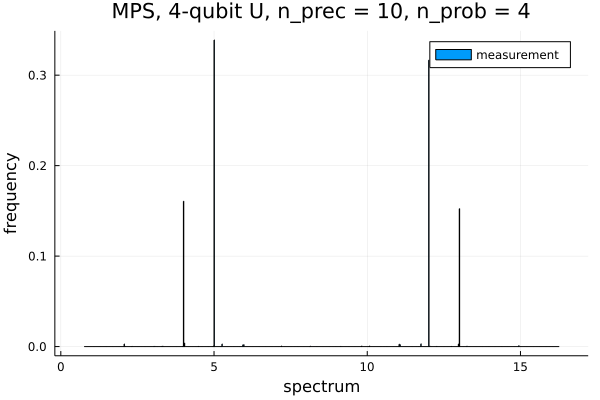 MPS, 4-qubit U, n_prec = 10, n_prob = 4
measurement
frequency
0.3
0.2
0.1
0.0
0
5
10
15
spectrum